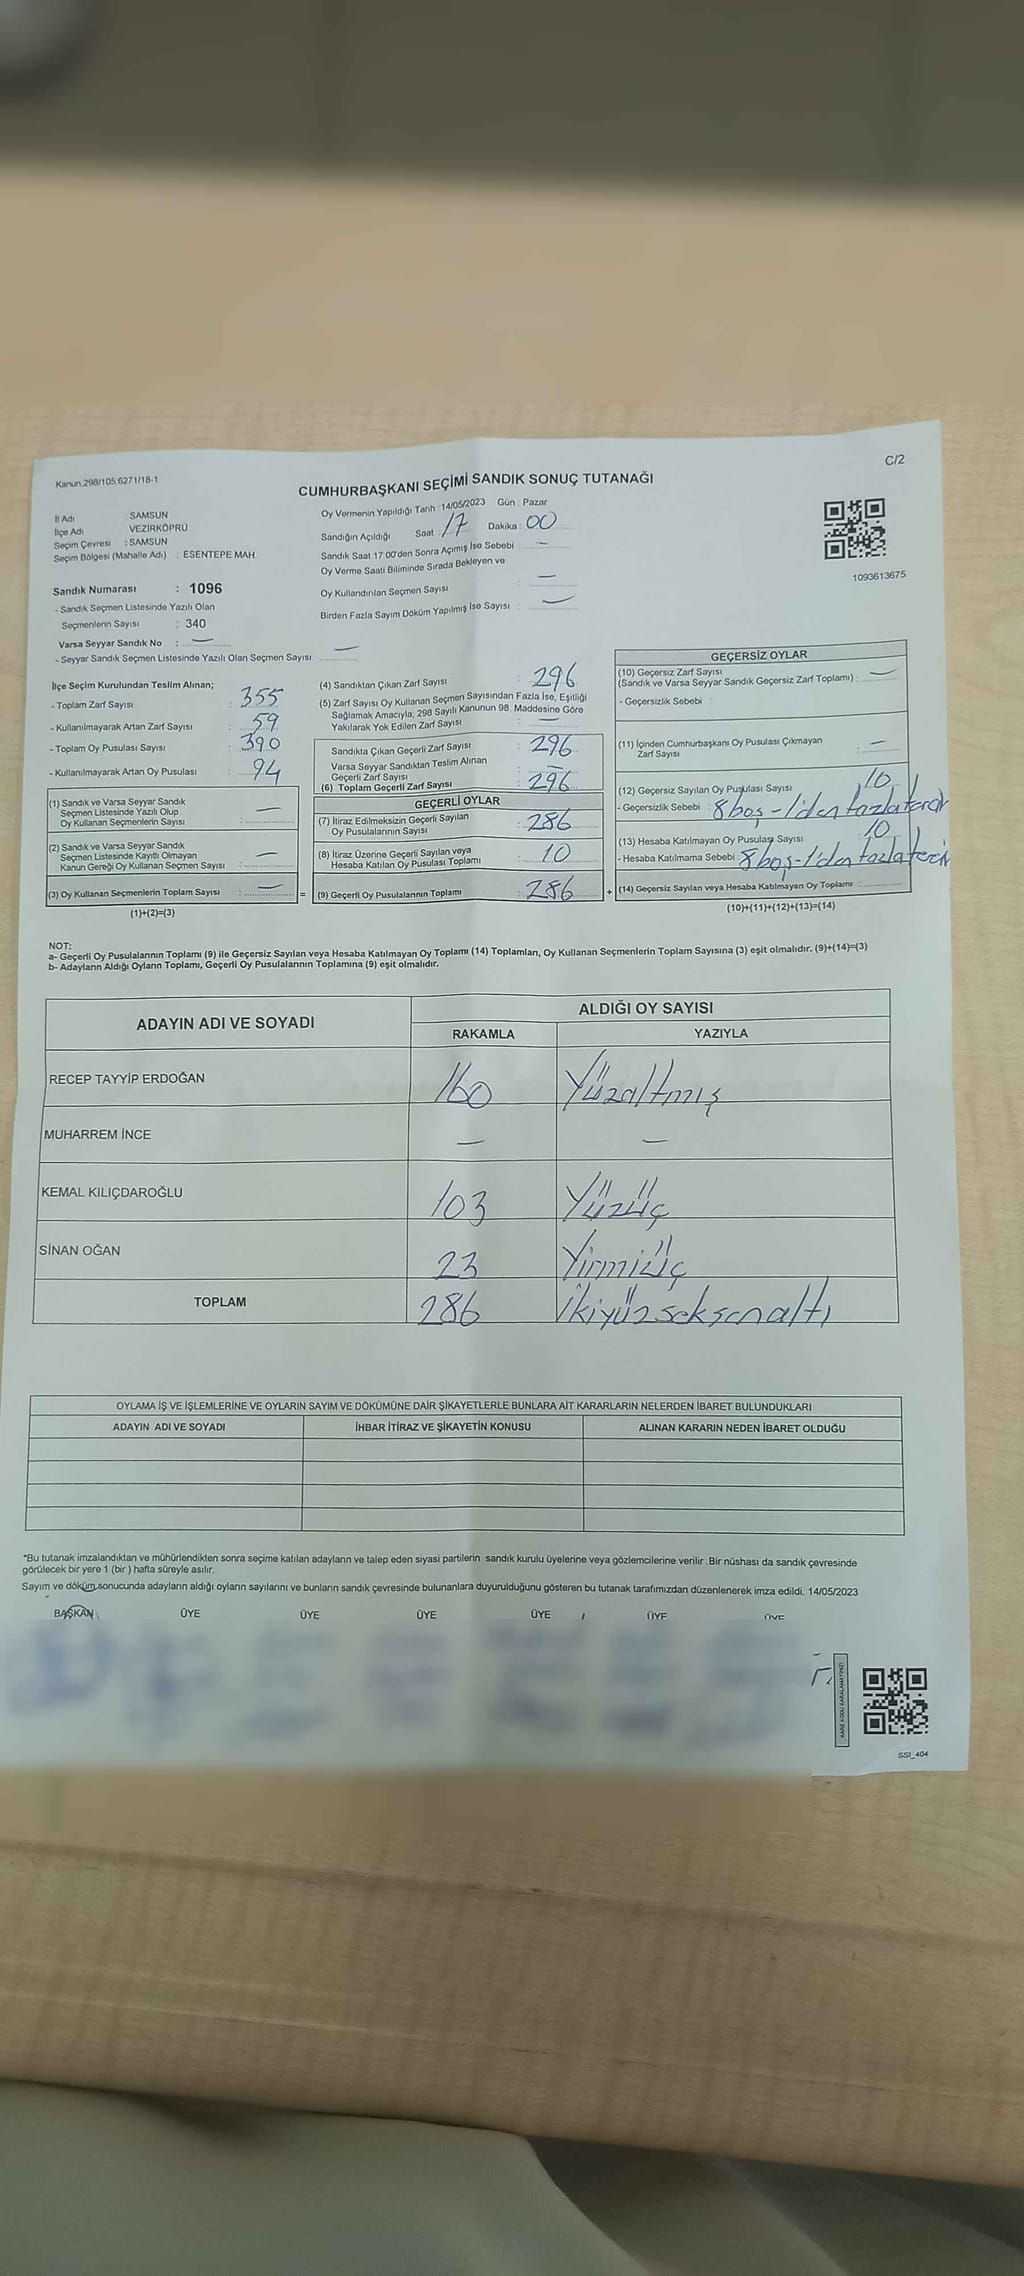 C/2
Kanun.298/105,6271/18-1
CUMHURBAŞKANI SEÇİMİ SANDIK SONUÇ TUTANAĞI
İl Adı : SAMSUN
İlçe Adı VEZİRKÖPRÜ
Seçim Çevresi : SAMSUN
Seçim Bölgesi (Mahalle Adı) : ESENTEPE MAH.
Sandık Numarası : 1096
- Sandık Seçmen Listesinde Yazılı Olan
Seçmenlerin Sayısı : 340
Varsa Seyyar Sandık No : —
- Seyyar Sandık Seçmen Listesinde Yazılı Olan Seçmen Sayısı —
Oy Vermenin Yapıldığı Tarih : 14/05/2023 Gün : Pazar
Sandığın Açıldığı Saat 17 Dakika : 00
Sandık Saat 17:00'den Sonra Açımış İse Sebebi : —
Oy Verme Saati Bitiminde Sırada Bekleyen ve
Oy Kullandırılan Seçmen Sayısı : —
Birden Fazla Sayım Döküm Yapılmış İse Sayısı : —
1093613675
İlçe Seçim Kurulundan Teslim Alınan;
- Toplam Zarf Sayısı : 355
- Kullanılmayarak Artan Zarf Sayısı : 59
- Toplam Oy Pusulası Sayısı : 390
- Kullanılmayarak Artan Oy Pusulası : 94
(1) Sandık ve Varsa Seyyar Sandık
Seçmen Listesinde Yazılı Olup
Oy Kullanan Seçmenlerin Sayısı : —
(2) Sandık ve Varsa Seyyar Sandık
Seçmen Listesinde Kayıtlı Olmayan
Kanun Gereği Oy Kullanan Seçmen Sayısı : —
(3) Oy Kullanan Seçmenlerin Toplam Sayısı : — =
(1)+(2)=(3)
(4) Sandıktan Çıkan Zarf Sayısı : 296
(5) Zarf Sayısı Oy Kullanan Seçmen Sayısından Fazla İse, Eşitliği
Sağlamak Amacıyla, 298 Sayılı Kanunun 98. Maddesine Göre
Yakılarak Yok Edilen Zarf Sayısı : —
Sandıkta Çıkan Geçerli Zarf Sayısı : 296
Varsa Seyyar Sandıktan Teslim Alınan
Geçerli Zarf Sayısı : —
(6) Toplam Geçerli Zarf Sayısı : 296
GEÇERLİ OYLAR
(7) İtiraz Edilmeksizin Geçerli Sayılan
Oy Pusulalarının Sayısı : 286
(8) İtiraz Üzerine Geçerli Sayılan veya
Hesaba Katılan Oy Pusulası Toplamı : 10
(9) Geçerli Oy Pusulalarının Toplamı : 286 +
GEÇERSİZ OYLAR
(10) Geçersiz Zarf Sayısı
(Sandık ve Varsa Seyyar Sandık Geçersiz Zarf Toplamı) : —
- Geçersizlik Sebebi :
(11) İçinden Cumhurbaşkanı Oy Pusulası Çıkmayan
Zarf Sayısı : —
(12) Geçersiz Sayılan Oy Pusulası Sayısı 10
- Geçersizlik Sebebi : 8 boş - 1'den fazla tercih
(13) Hesaba Katılmayan Oy Pusulası Sayısı 10
- Hesaba Katılmama Sebebi : 8 boş - 1'den fazla tercih
(14) Geçersiz Sayılan veya Hesaba Katılmayan Oy Toplamı :
(10)+(11)+(12)+(13)=(14)
NOT:
a- Geçerli Oy Pusulalarının Toplamı (9) ile Geçersiz Sayılan veya Hesaba Katılmayan Oy Toplamı (14) Toplamları, Oy Kullanan Seçmenlerin Toplam Sayısına (3) eşit olmalıdır. (9)+(14)=(3)
b- Adayların Aldığı Oyların Toplamı, Geçerli Oy Pusulalarının Toplamına (9) eşit olmalıdır.
ADAYIN ADI VE SOYADI ALDIĞI OY SAYISI
RAKAMLA YAZIYLA
RECEP TAYYİP ERDOĞAN 160 Yüzaltmış
MUHARREM İNCE — —
KEMAL KILIÇDAROĞLU 103 Yüzüç
SİNAN OĞAN 23 Yirmiüç
TOPLAM 286 İkiyüzseksenaltı
OYLAMA İŞ VE İŞLEMLERİNE VE OYLARIN SAYIM VE DÖKÜMÜNE DAİR ŞİKAYETLERLE BUNLARA AİT KARARLARIN NELERDEN İBARET BULUNDUKLARI
ADAYIN ADI VE SOYADI İHBAR İTİRAZ VE ŞİKAYETİN KONUSU ALINAN KARARIN NEDEN İBARET OLDUĞU
*Bu tutanak imzalandıktan ve mühürlendikten sonra seçime katılan adayların ve talep eden siyasi partilerin sandık kurulu üyelerine veya gözlemcilerine verilir .Bir nüshası da sandık çevresinde
görülecek bir yere 1 (bir ) hafta süreyle asılır.
Sayım ve döküm sonucunda adayların aldığı oyların sayılarını ve bunların sandık çevresinde bulunanlara duyurulduğunu gösteren bu tutanak tarafımızdan düzenlenerek imza edildi. 14/05/2023
BAŞKAN ÜYE ÜYE ÜYE ÜYE ÜYE ÜYE
KARE KODU KARALAMAYINIZ!
SSI_404